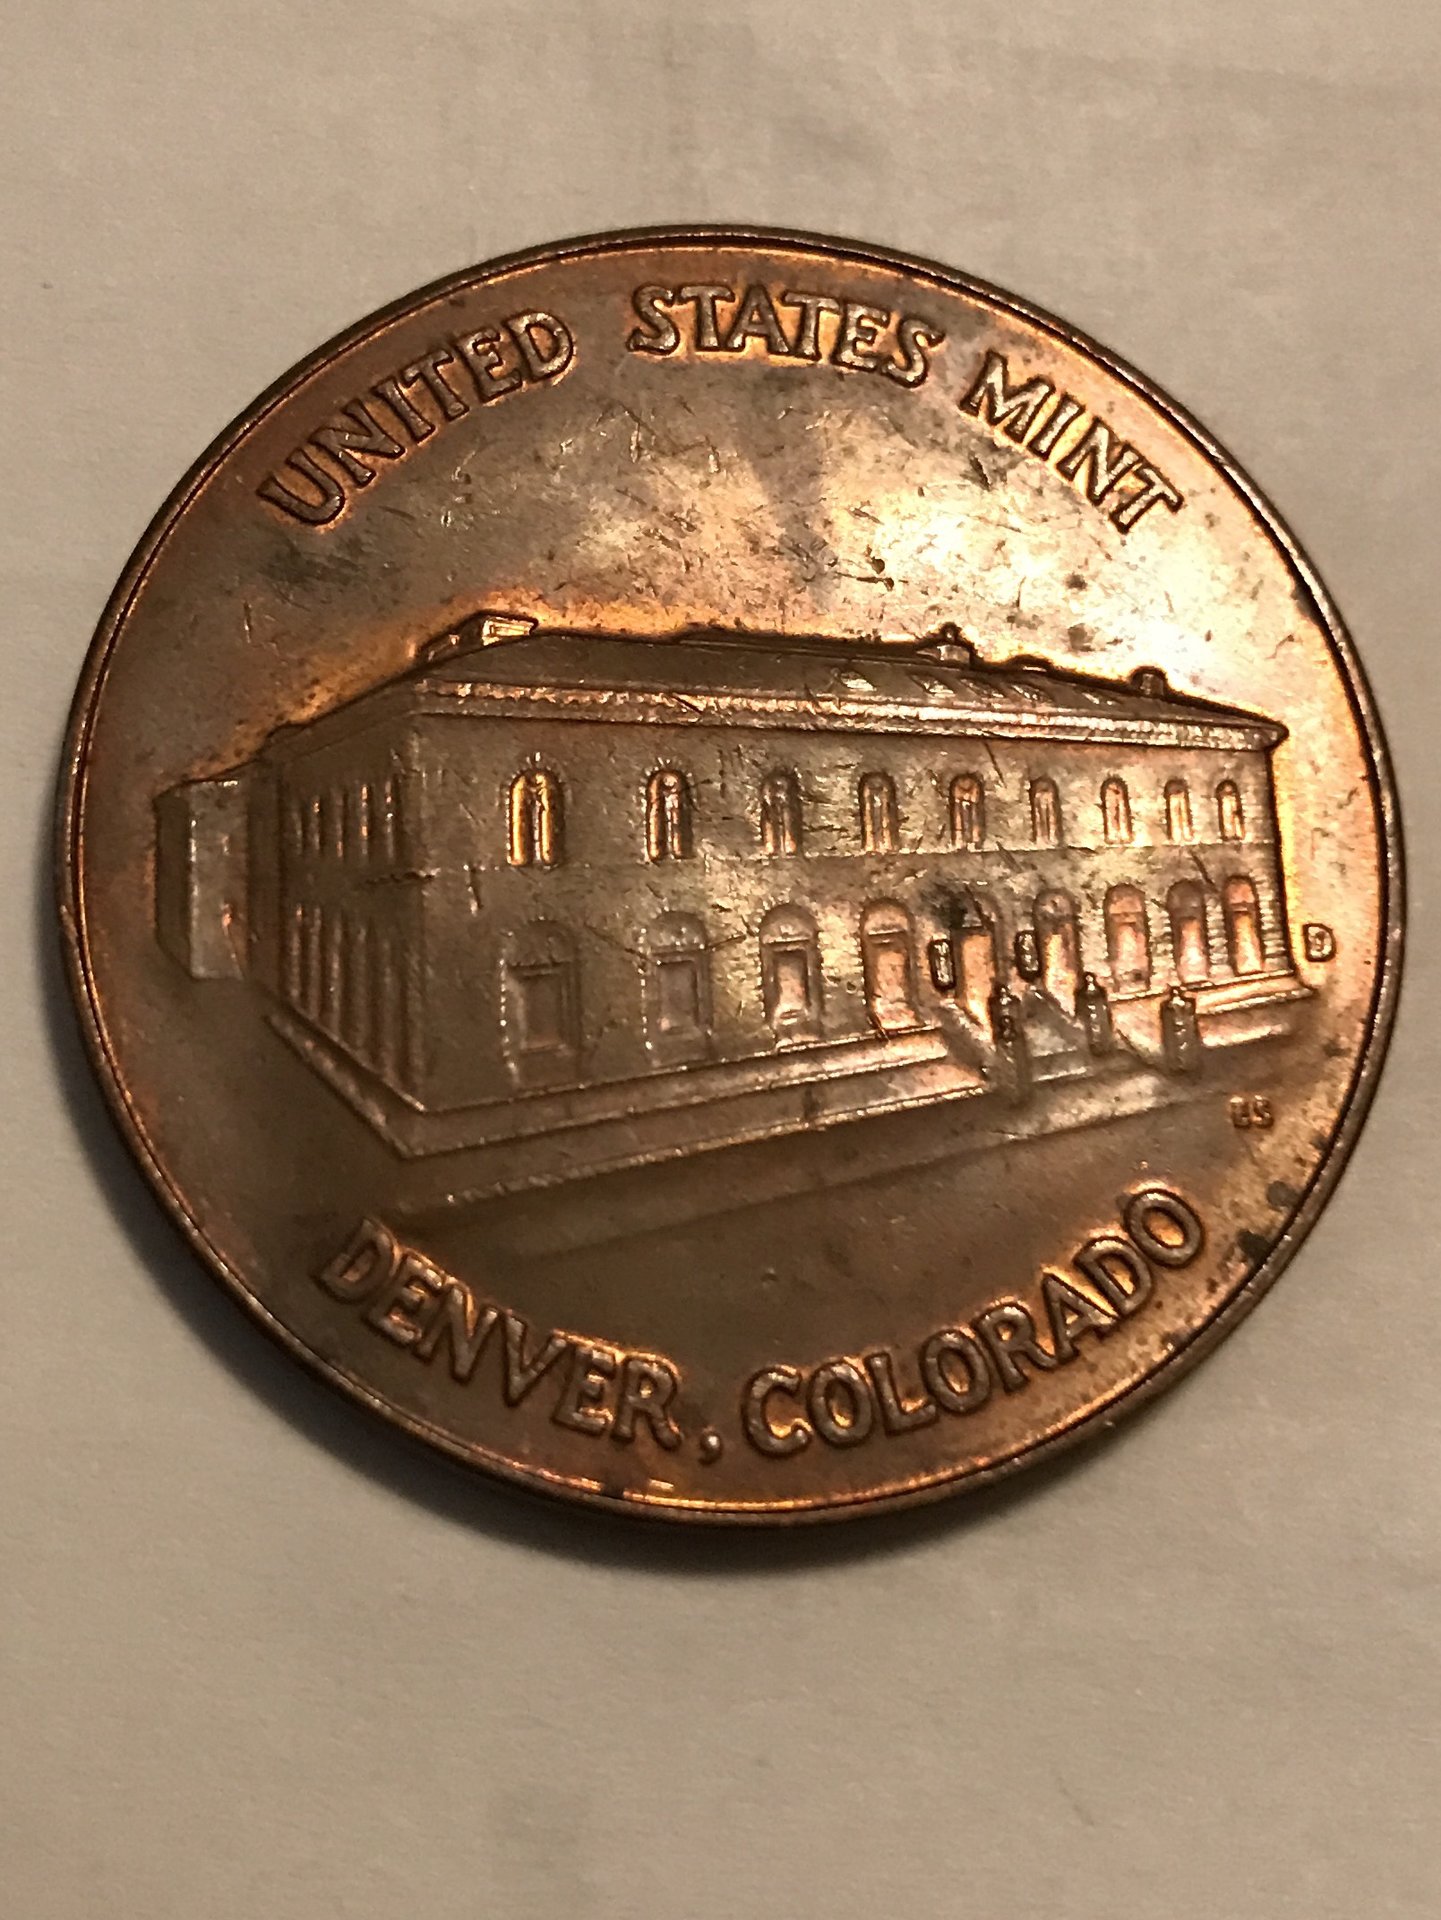 UNITED STATES MINT
D
DENVER, COLORADO